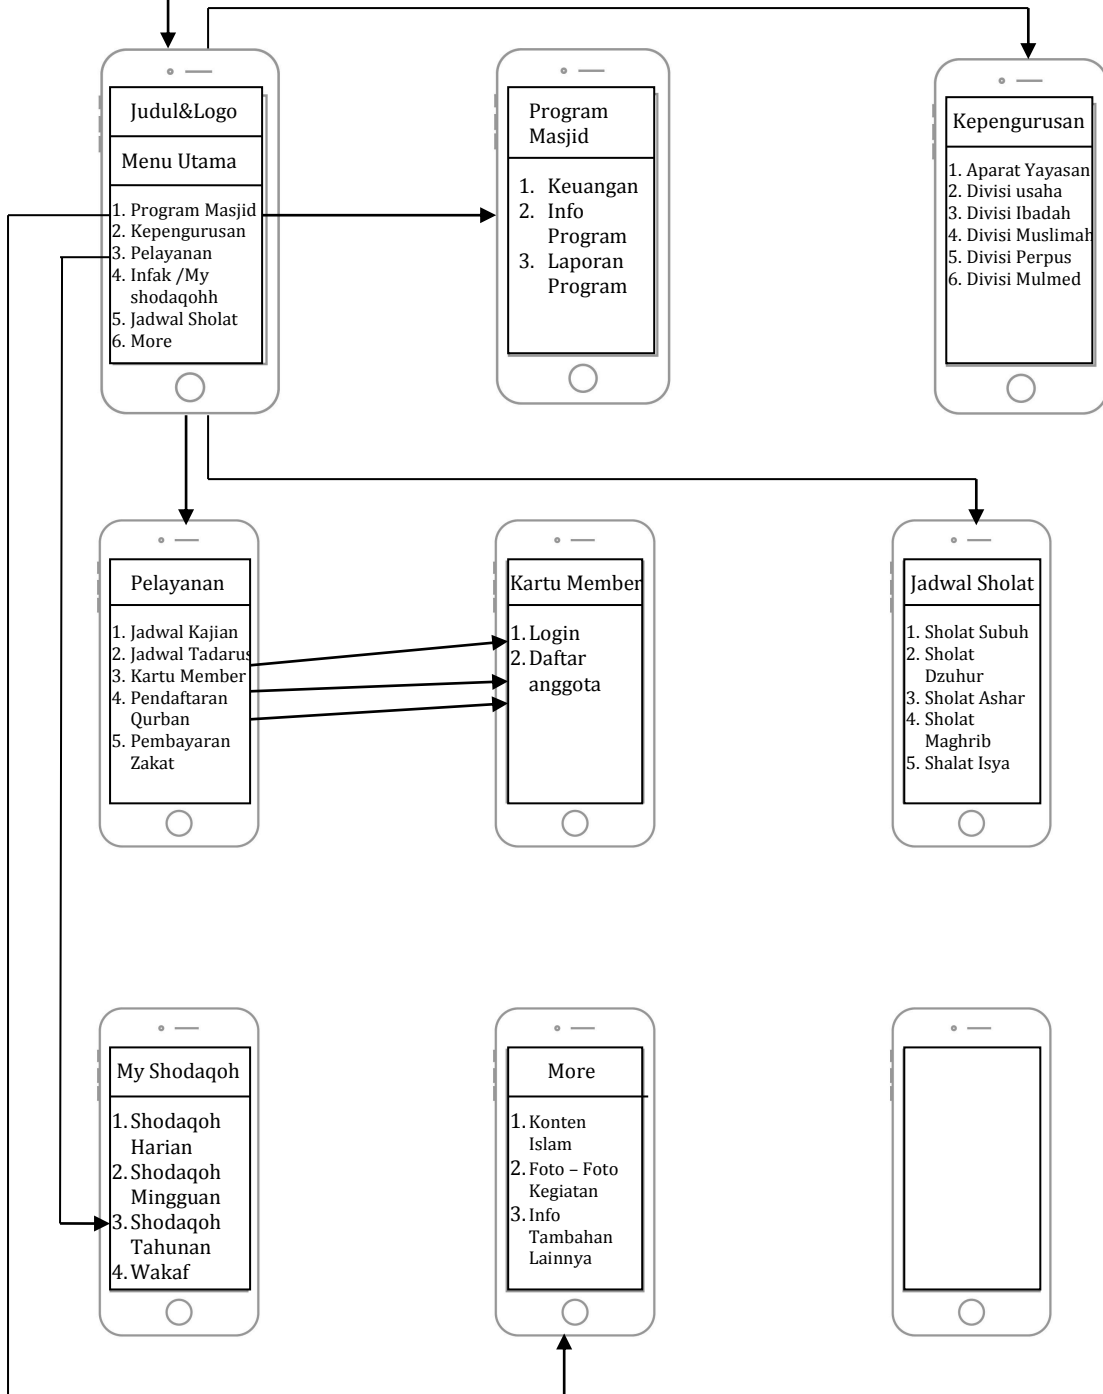 Judul&Logo
Menu Utama
1. Program Masjid
2. Kepengurusan
3. Pelayanan
4. Infak /My
shodaqohh
5. Jadwal Sholat
6. More
Program
Masjid
1. Keuangan
2. Info
Program
3. Laporan
Program
Kepengurusan
1. Aparat Yayasan
2. Divisi usaha
3. Divisi Ibadah
4. Divisi Muslimah
5. Divisi Perpus
6. Divisi Mulmed
Pelayanan
1. Jadwal Kajian
2. Jadwal Tadarus
3. Kartu Member
4. Pendaftaran
Qurban
5. Pembayaran
Zakat
Kartu Member
1. Login
2. Daftar
anggota
Jadwal Sholat
1. Sholat Subuh
2. Sholat
Dzuhur
3. Sholat Ashar
4. Sholat
Maghrib
5. Shalat Isya
My Shodaqoh
1. Shodaqoh
Harian
2. Shodaqoh
Mingguan
3. Shodaqoh
Tahunan
4. Wakaf
More
1. Konten
Islam
2. Foto – Foto
Kegiatan
3. Info
Tambahan
Lainnya